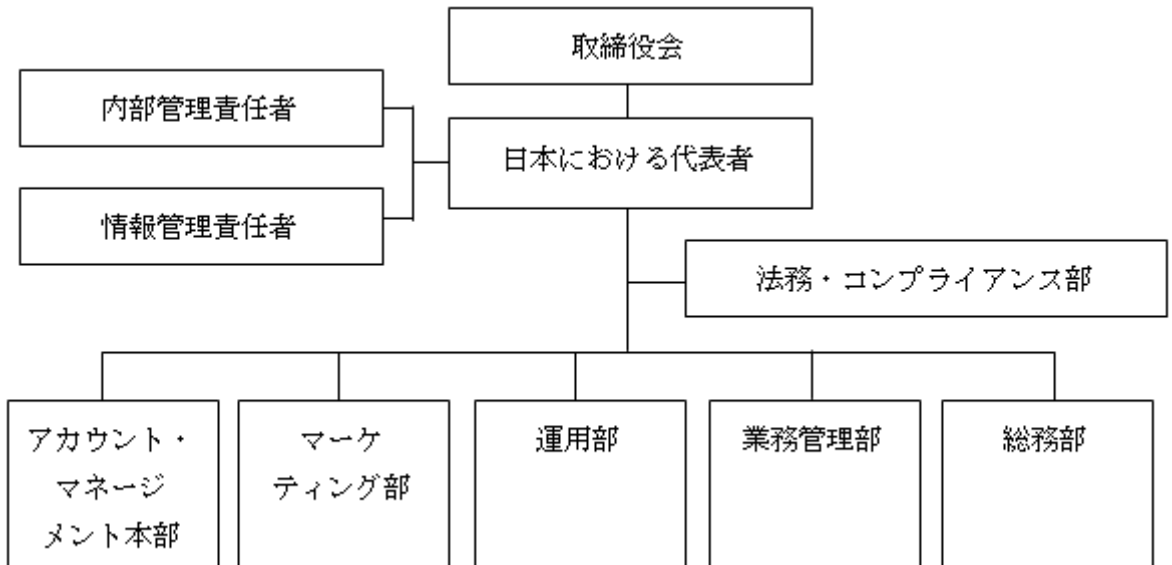 取締役会
内部管理責任者
日本における代表者
情報管理責任者
法務・コンプライアンス部
アカウント・
マネージ
メント本部
マーケ
ティング部
運用部
業務管理部
総務部